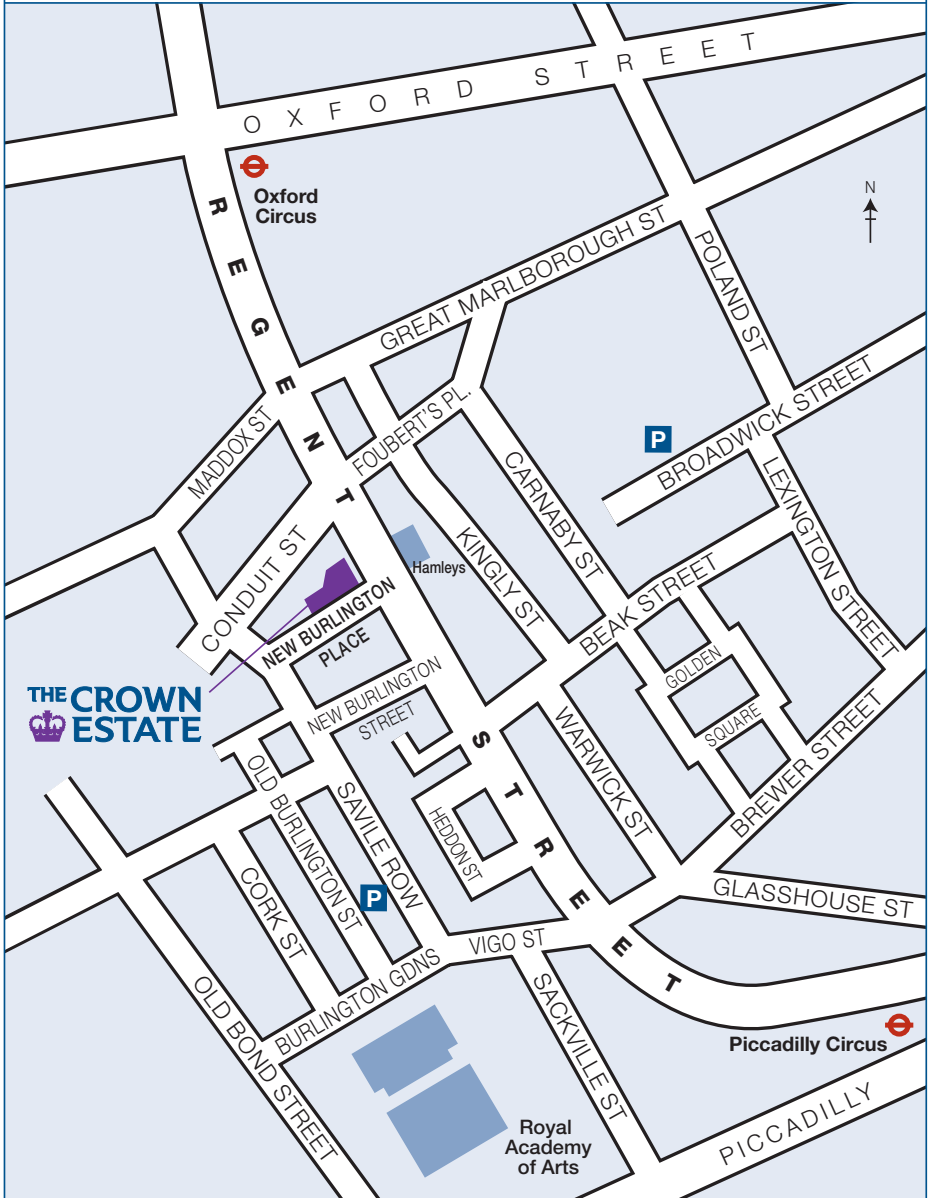 OXFORD STREET
Oxford
Circus
N
REGENT STREET
GREAT MARLBOROUGH ST
POLAND ST
MADDOX ST
FOUBERT'S PL.
BROADWICK STREET
P
CARNABY ST
LEXINGTON STREET
CONDUIT ST
KINGLY ST
Hamleys
BEAK STREET
NEW BURLINGTON
PLACE
GOLDEN
SQUARE
THE CROWN
ESTATE
NEW BURLINGTON
STREET
WARWICK ST
BREWER STREET
OLD BURLINGTON ST
SAVILE ROW
HEDDON ST
P
CORK ST
GLASSHOUSE ST
VIGO ST
BURLINGTON GDNS
OLD BOND STREET
SACKVILLE ST
Piccadilly Circus
PICCADILLY
Royal
Academy
of Arts